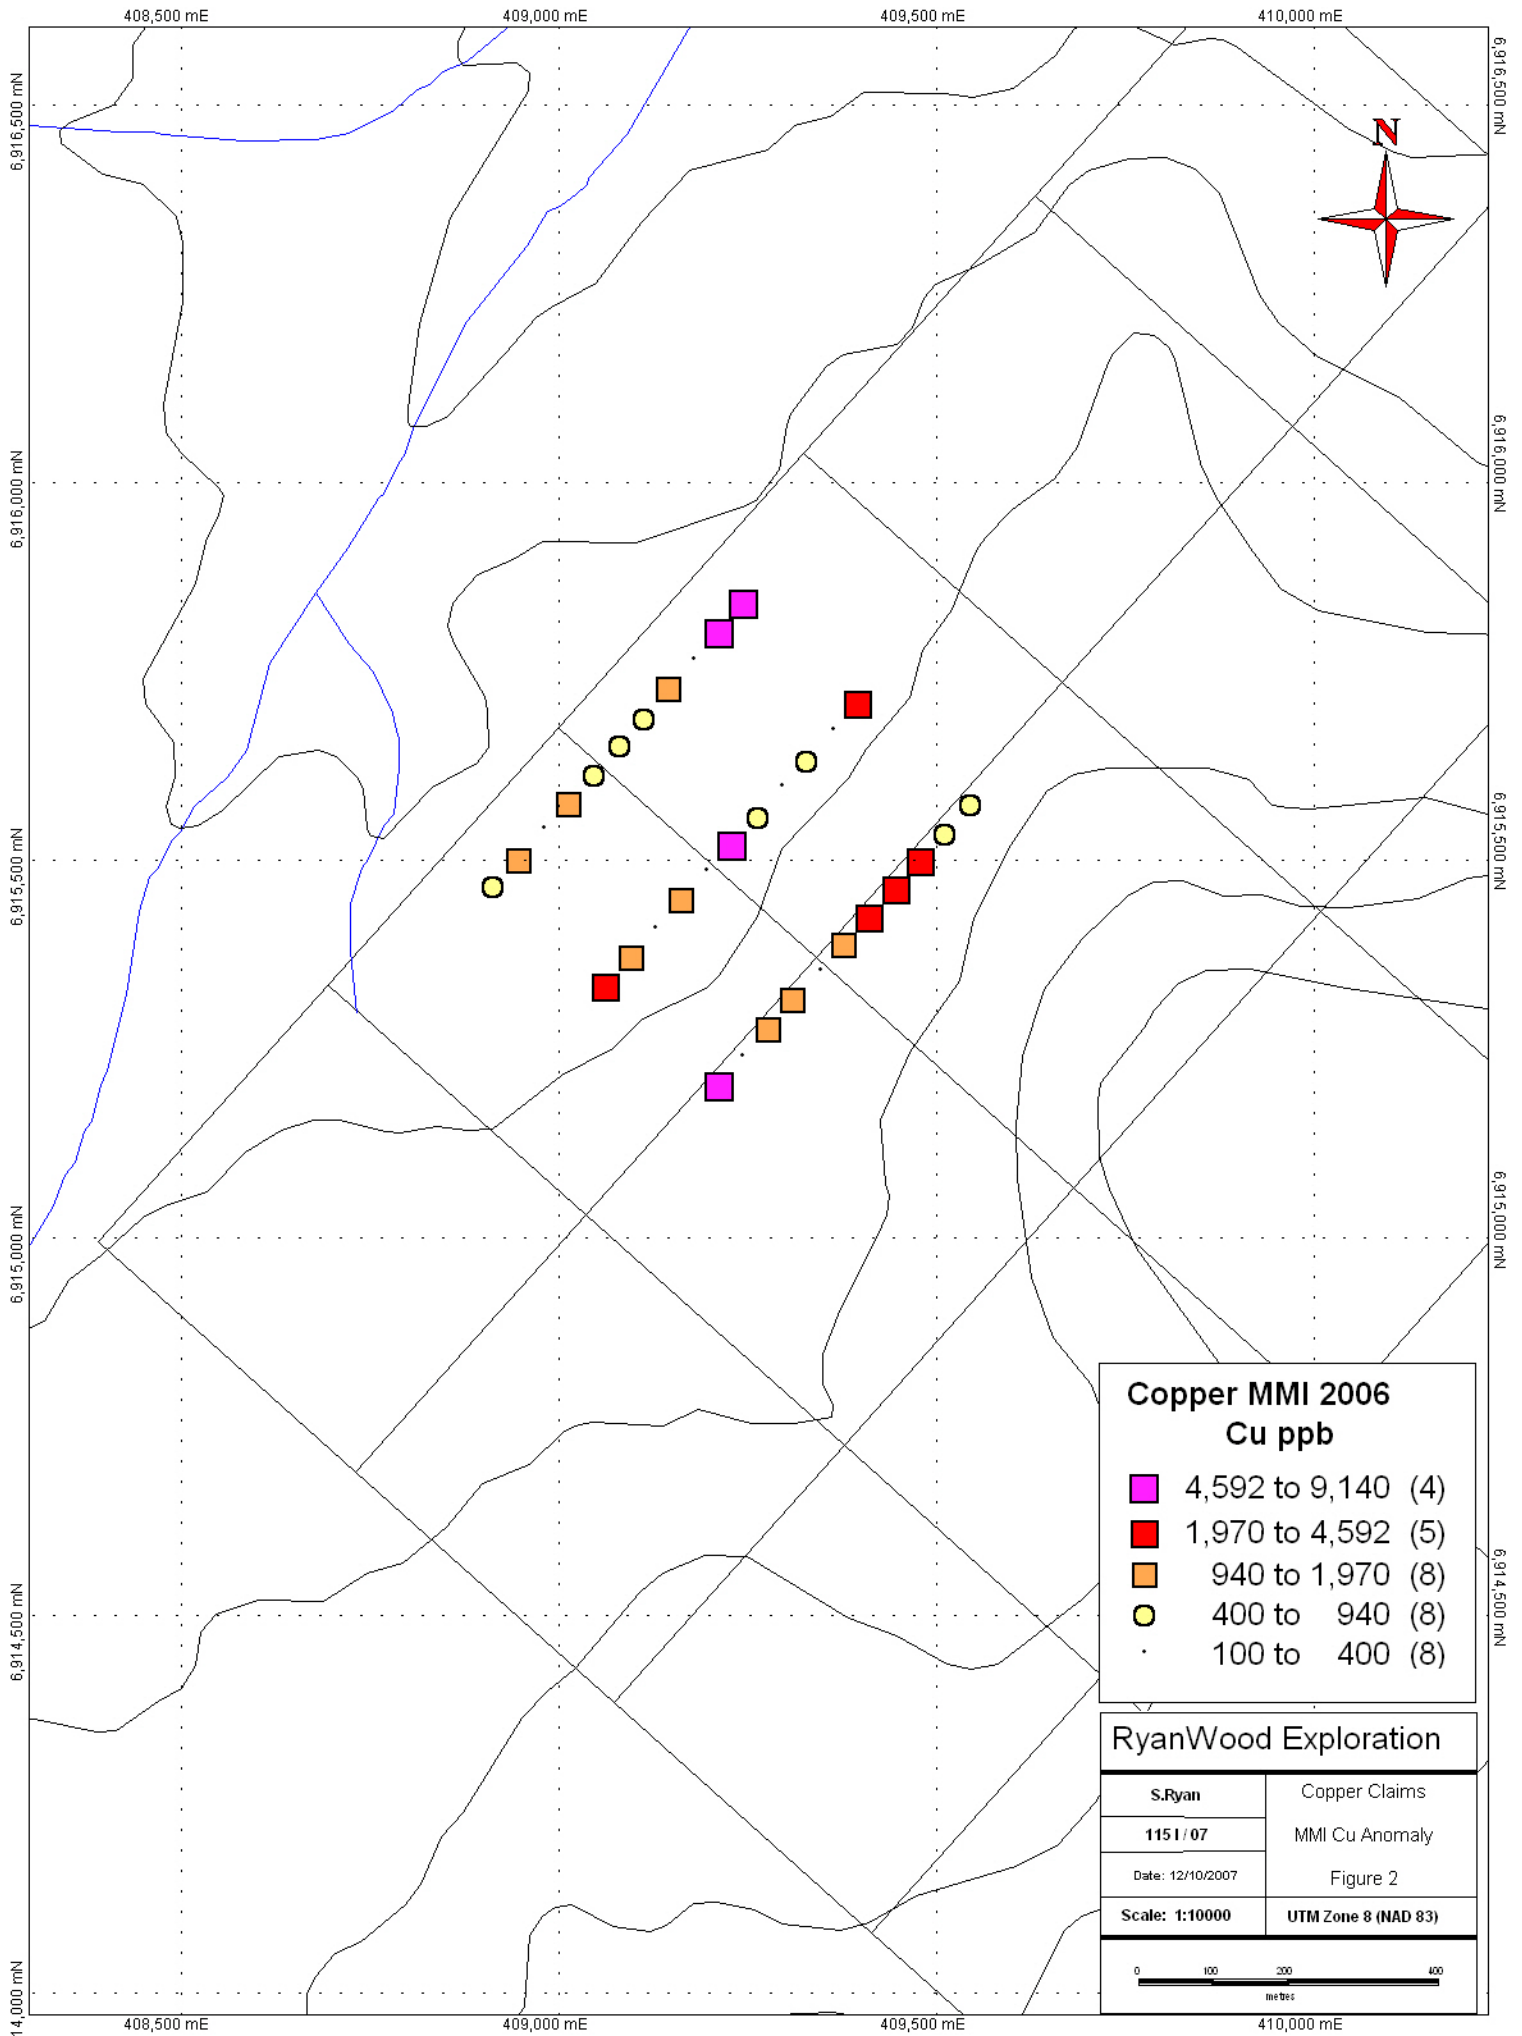 408,500 mE
409,000 mE
409,500 mE
410,000 mE
6,916,500 mN
6,916,500 mN
N
6,916,000 mN
6,916,000 mN
6,915,500 mN
6,915,500 mN
6,915,000 mN
6,915,000 mN
Copper MMI 2006
Cu ppb
4,592 to 9,140 (4)
1,970 to 4,592 (5)
940 to 1,970 (8)
400 to 940 (8)
100 to 400 (8)
6,914,500 mN
6,914,500 mN
RyanWood Exploration
S.Ryan
Copper Claims
115 I / 07
MMI Cu Anomaly
Date: 12/10/2007
Figure 2
Scale: 1:10000
UTM Zone 8 (NAD 83)
0 100 200 400
metres
14,000 mN
408,500 mE
409,000 mE
409,500 mE
410,000 mE